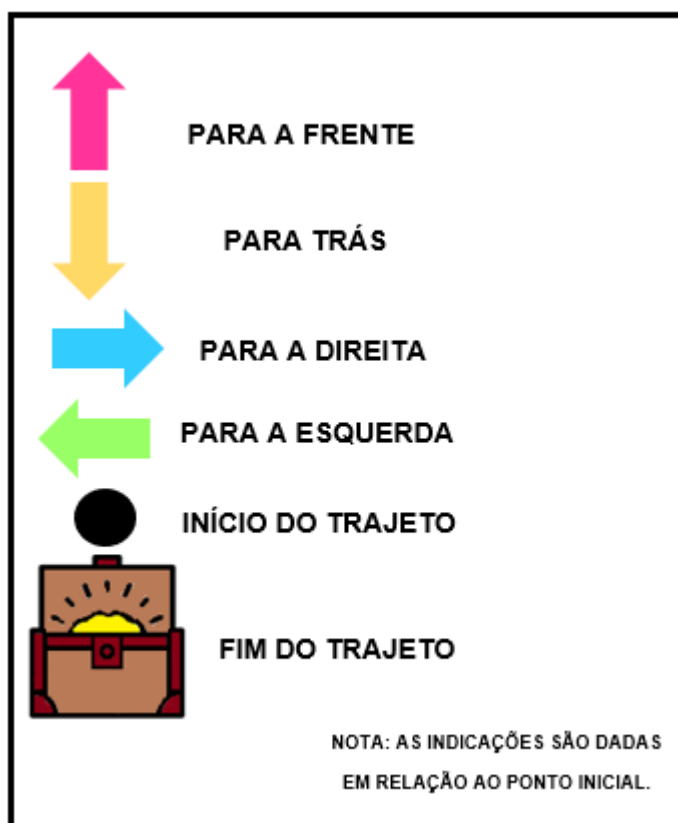 PARA A FRENTE
PARA TRÁS
PARA A DIREITA
PARA A ESQUERDA
INÍCIO DO TRAJETO
FIM DO TRAJETO
NOTA: AS INDICAÇÕES SÃO DADAS
EM RELAÇÃO AO PONTO INICIAL.